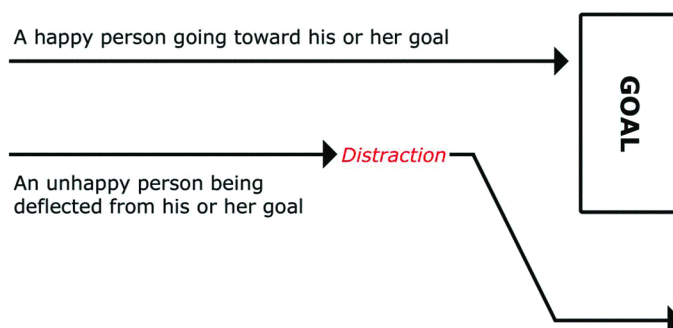 A happy person going toward his or her goal
GOAL
Distraction
An unhappy person being
deflected from his or her goal